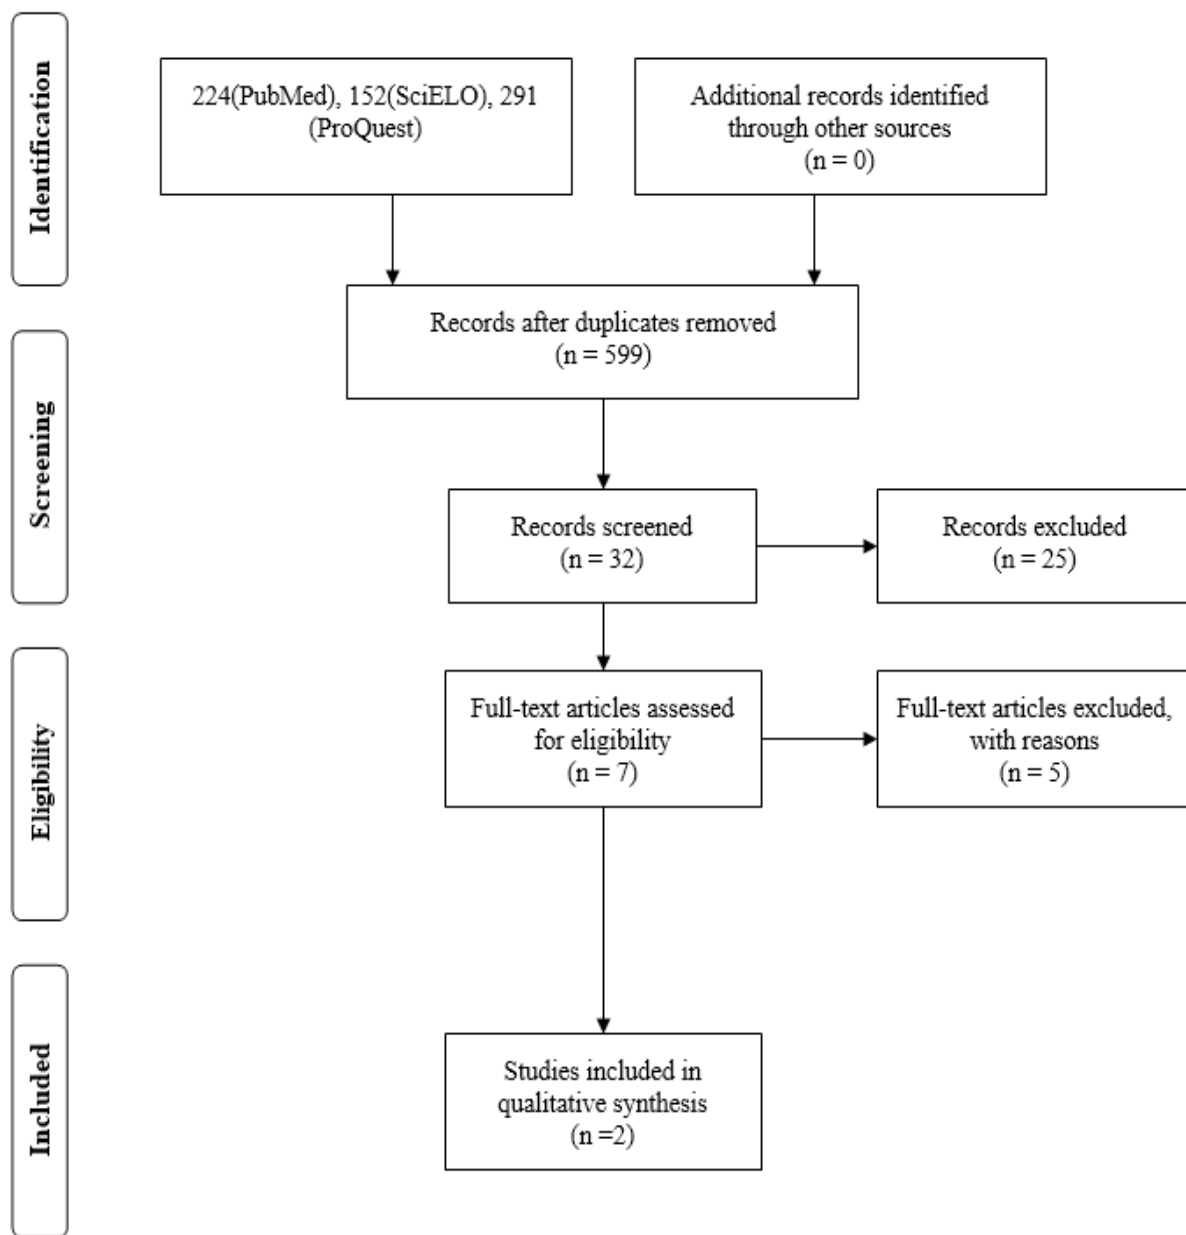 Identification
224(PubMed), 152(SciELO), 291
(ProQuest)
Additional records identified
through other sources
(n = 0)
Records after duplicates removed
(n = 599)
Screening
Records screened
(n = 32)
Records excluded
(n = 25)
Eligibility
Full-text articles assessed
for eligibility
(n = 7)
Full-text articles excluded,
with reasons
(n = 5)
Included
Studies included in
qualitative synthesis
(n =2)